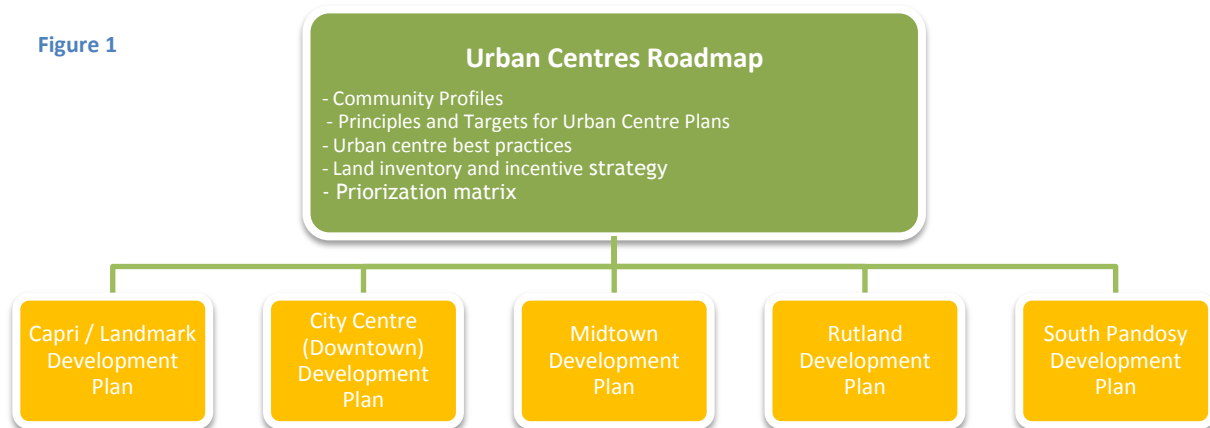 Figure 1
Urban Centres Roadmap
- Community Profiles
- Principles and Targets for Urban Centre Plans
- Urban centre best practices
- Land inventory and incentive strategy
- Priorization matrix
Capri / Landmark
Development
Plan
City Centre
(Downtown)
Development
Plan
Midtown
Development
Plan
Rutland
Development
Plan
South Pandosy
Development
Plan